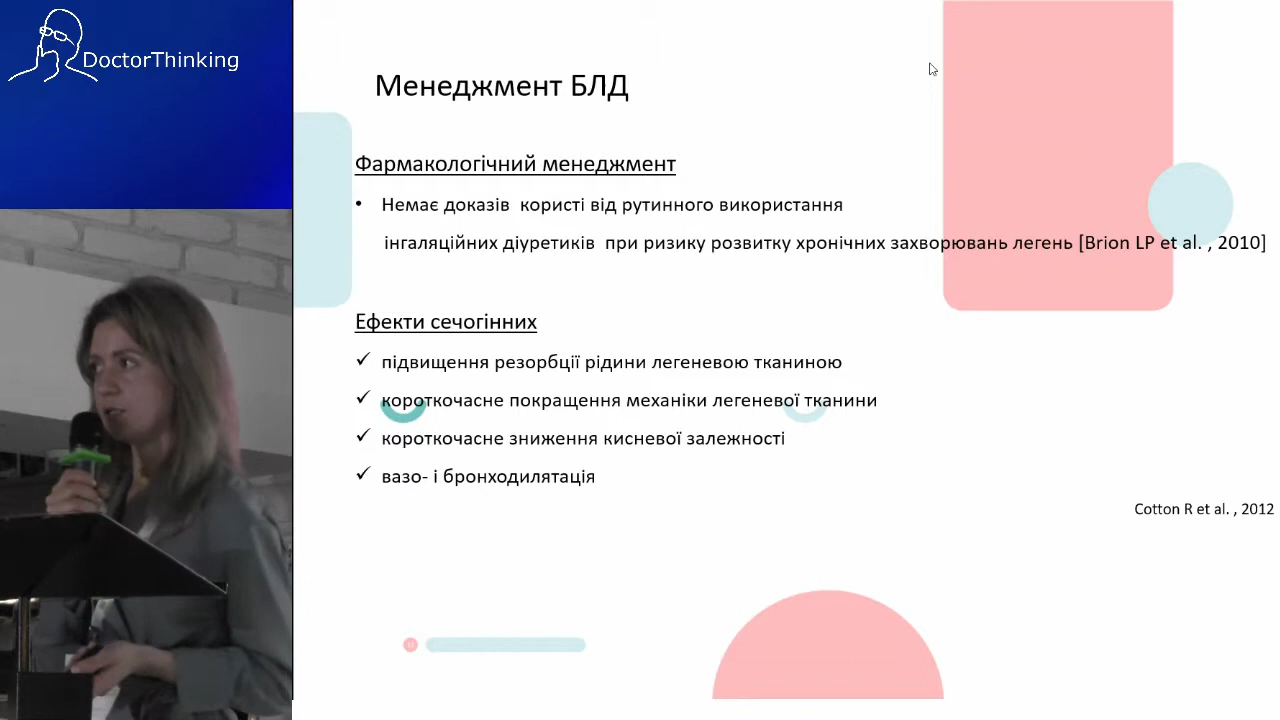 DoctorThinking
Менеджмент БЛД
Фармакологічний менеджмент
• Немає доказів користі від рутинного використання
інгаляційних діуретиків при ризику розвитку хронічних захворювань легень [Brion LP et al. , 2010]
Ефекти сечогінних
✓ підвищення резорбції рідини легеневою тканиною
✓ короткочасне покращення механіки легеневої тканини
✓ короткочасне зниження кисневої залежності
✓ вазо- і бронходилятація
Cotton R et al. , 2012